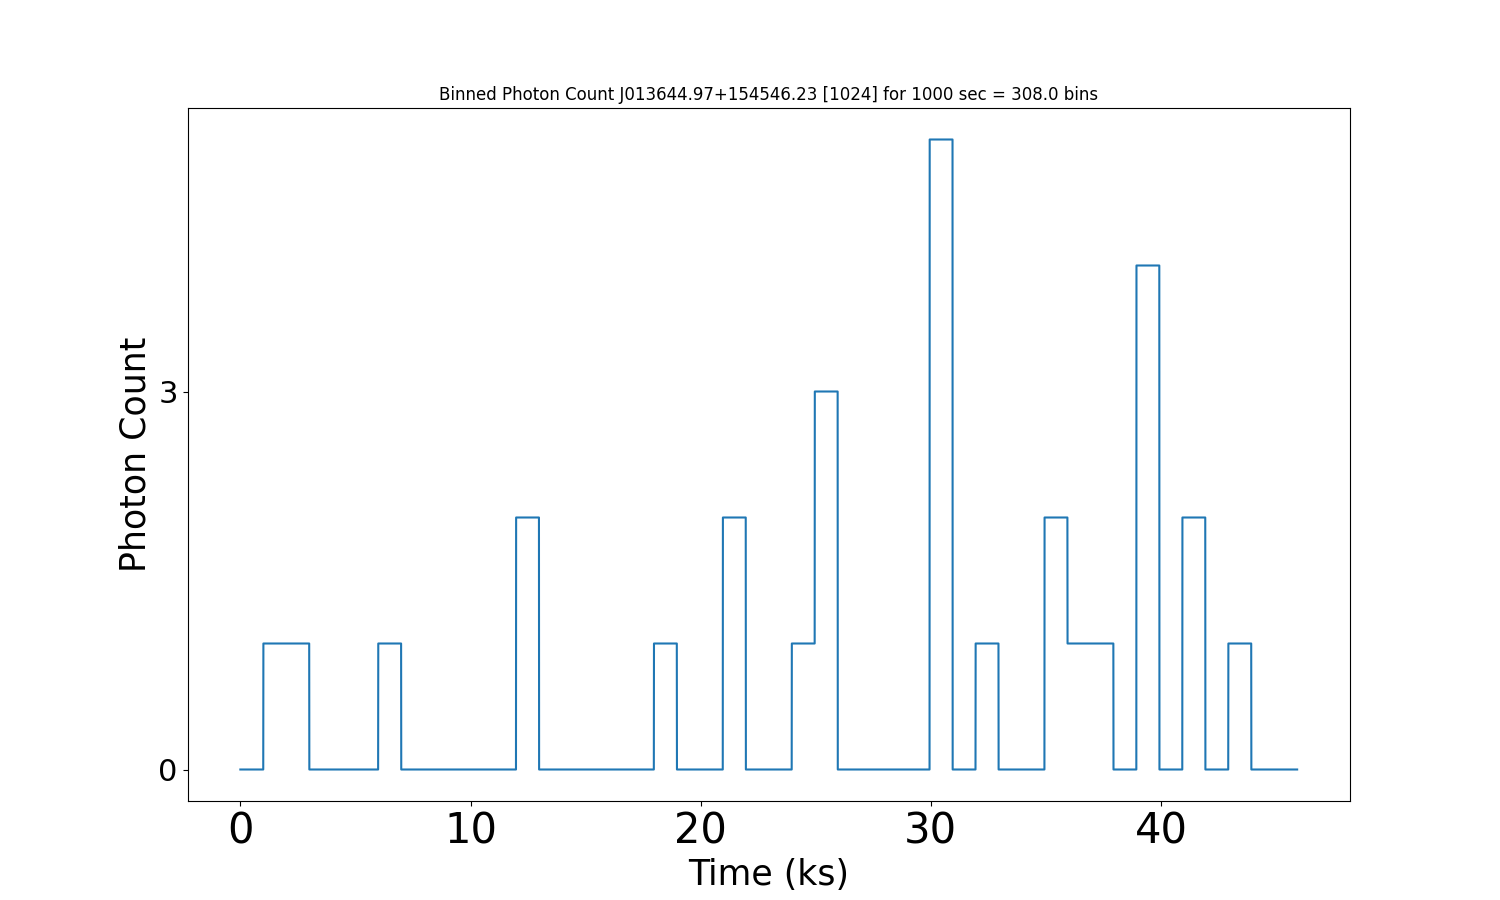 Binned Photon Count J013644.97+154546.23 [1024] for 1000 sec = 308.0 bins
Photon Count
3
0
0 10 20 30 40
Time (ks)